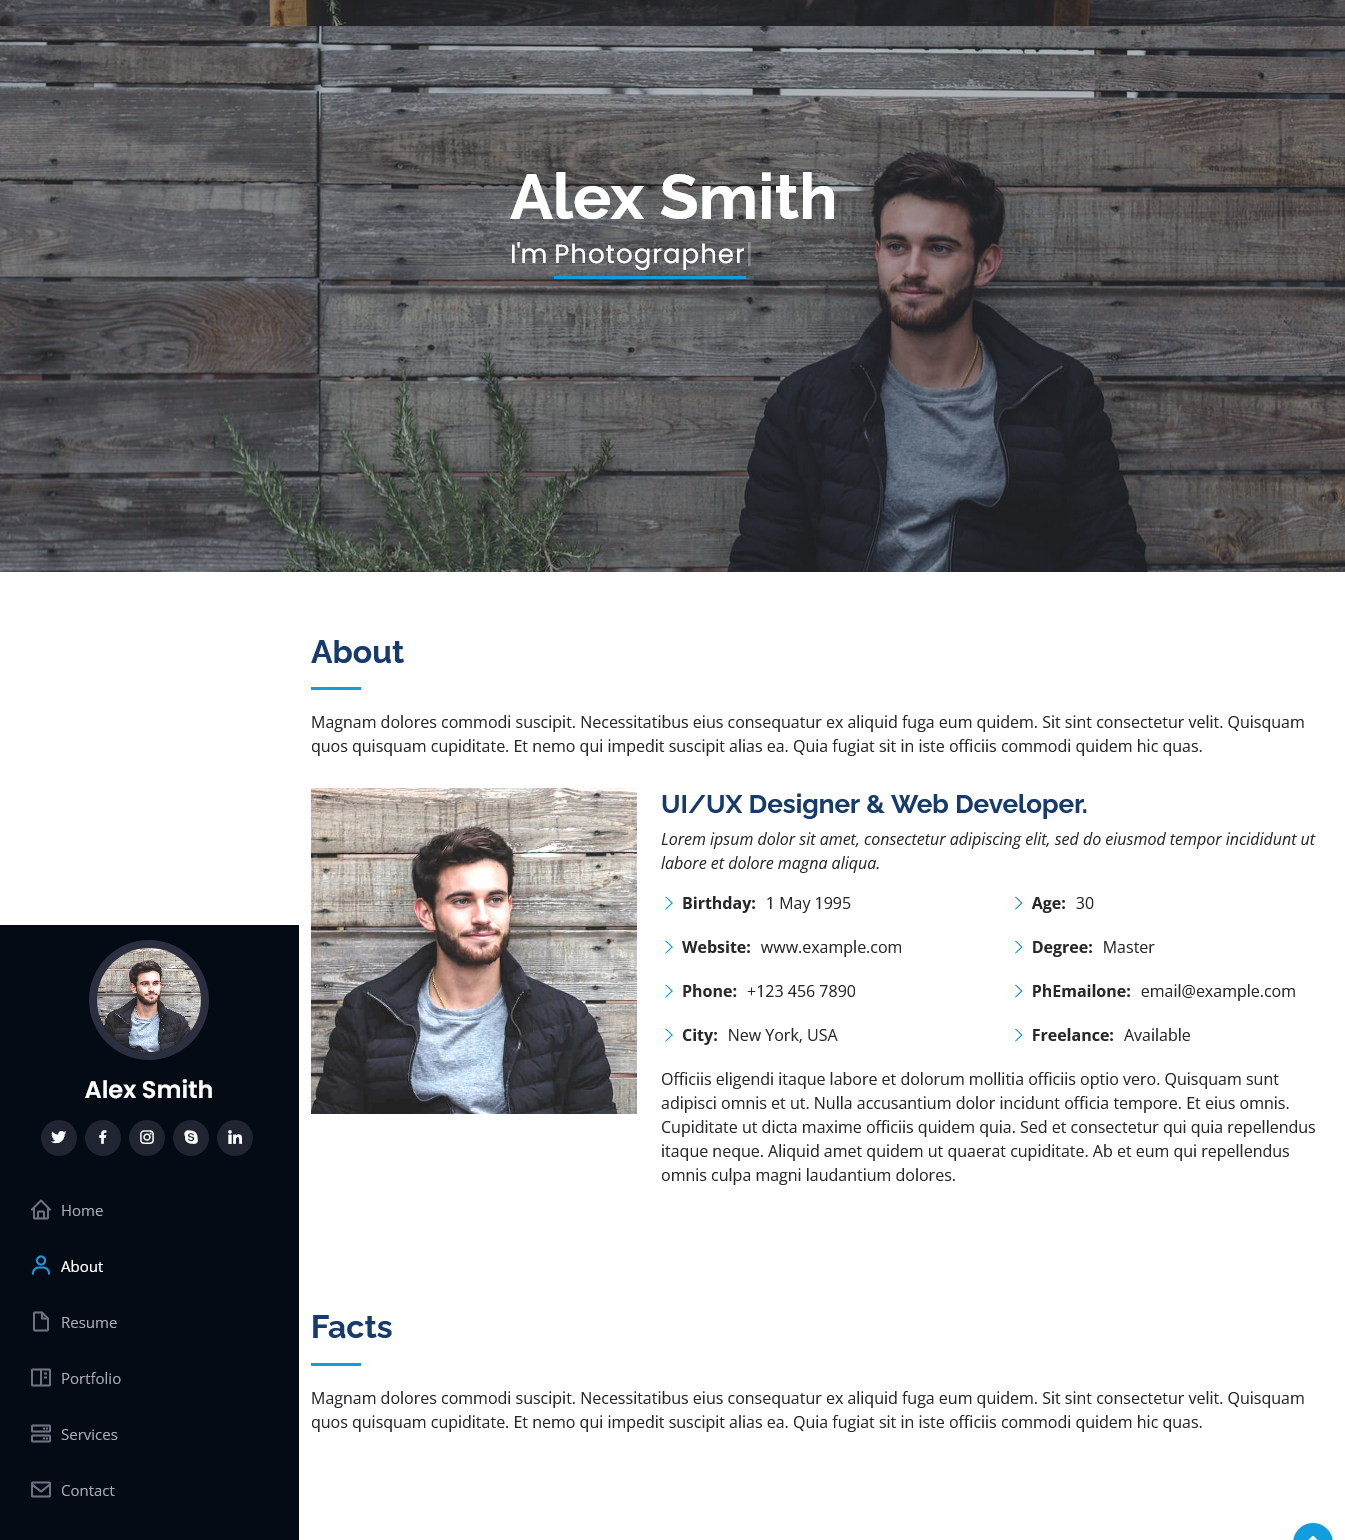 Alex Smith
I'm Photographer
About
Magnam dolores commodi suscipit. Necessitatibus eius consequatur ex aliquid fuga eum quidem. Sit sint consectetur velit. Quisquam
quos quisquam cupiditate. Et nemo qui impedit suscipit alias ea. Quia fugiat sit in iste officiis commodi quidem hic quas.
UI/UX Designer & Web Developer.
Lorem ipsum dolor sit amet, consectetur adipiscing elit, sed do eiusmod tempor incididunt ut
labore et dolore magna aliqua.
Birthday: 1 May 1995
Age: 30
Website: www.example.com
Degree: Master
Phone: +123 456 7890
PhEmailone: email@example.com
City: New York, USA
Freelance: Available
Officiis eligendi itaque labore et dolorum mollitia officiis optio vero. Quisquam sunt
adipisci omnis et ut. Nulla accusantium dolor incidunt officia tempore. Et eius omnis.
Cupiditate ut dicta maxime officiis quidem quia. Sed et consectetur qui quia repellendus
itaque neque. Aliquid amet quidem ut quaerat cupiditate. Ab et eum qui repellendus
omnis culpa magni laudantium dolores.
Alex Smith
Home
About
Resume
Portfolio
Services
Contact
Facts
Magnam dolores commodi suscipit. Necessitatibus eius consequatur ex aliquid fuga eum quidem. Sit sint consectetur velit. Quisquam
quos quisquam cupiditate. Et nemo qui impedit suscipit alias ea. Quia fugiat sit in iste officiis commodi quidem hic quas.